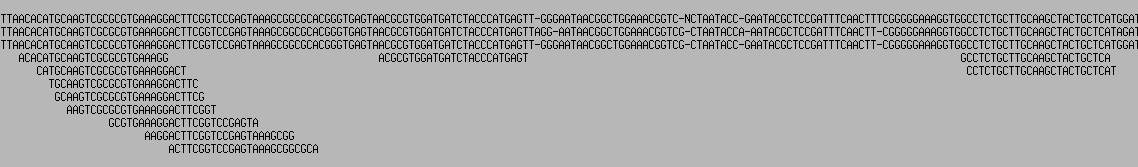 TTAACACATGCAAGTCGCGCGTGAAAGGACTTCGGTCCGAGTAAAGCGGCGCACGGGTGAGTAACGCGTGGATGATCTACCCATGAGTT-GGGAATAACGGCTGGAAACGGTC-NCTAATACC-GAATACGCTCCGATTTCAACTTTCGGGGGAAAGGTGGCCTCTGCTTGCAAGCTACTGCTCATGGAT
TTAACACATGCAAGTCGCGCGTGAAAGGACTTCGGTCCGAGTAAAGCGGCGCACGGGTGAGTAACGCGTGGATGATCTACCCATGAGTTAGG-AATAACGGCTGGAAACGGTCG-CTAATACCA-AATACGCTCCGATTTCAACTT-CGGGGGAAAGGTGGCCTCTGCTTGCAAGCTACTGCTCATAGAT
TTAACACATGCAAGTCGCGCGTGAAAGGACTTCGGTCCGAGTAAAGCGGCGCACGGGTGAGTAACGCGTGGATGATCTACCCATGAGTT-GGGAATAACGGCTGGAAACGGTCG-CTAATACC-GAATACGCTCCGATTTCAACTT-CGGGGGAAAGGTGGCCTCTGCTTGCAAGCTACTGCTCATGGAT
ACACATGCAAGTCGCGCGTGAAAGG ACGCGTGGATGATCTACCCATGAGT GCCTCTGCTTGCAAGCTACTGCTCA
CATGCAAGTCGCGCGTGAAAGGACT CCTCTGCTTGCAAGCTACTGCTCAT
TGCAAGTCGCGCGTGAAAGGACTTC
GCAAGTCGCGCGTGAAAGGACTTCG
AAGTCGCGCGTGAAAGGACTTCGGT
GCGTGAAAGGACTTCGGTCCGAGTA
AAGGACTTCGGTCCGAGTAAAGCGG
ACTTCGGTCCGAGTAAAGCGGCGCA